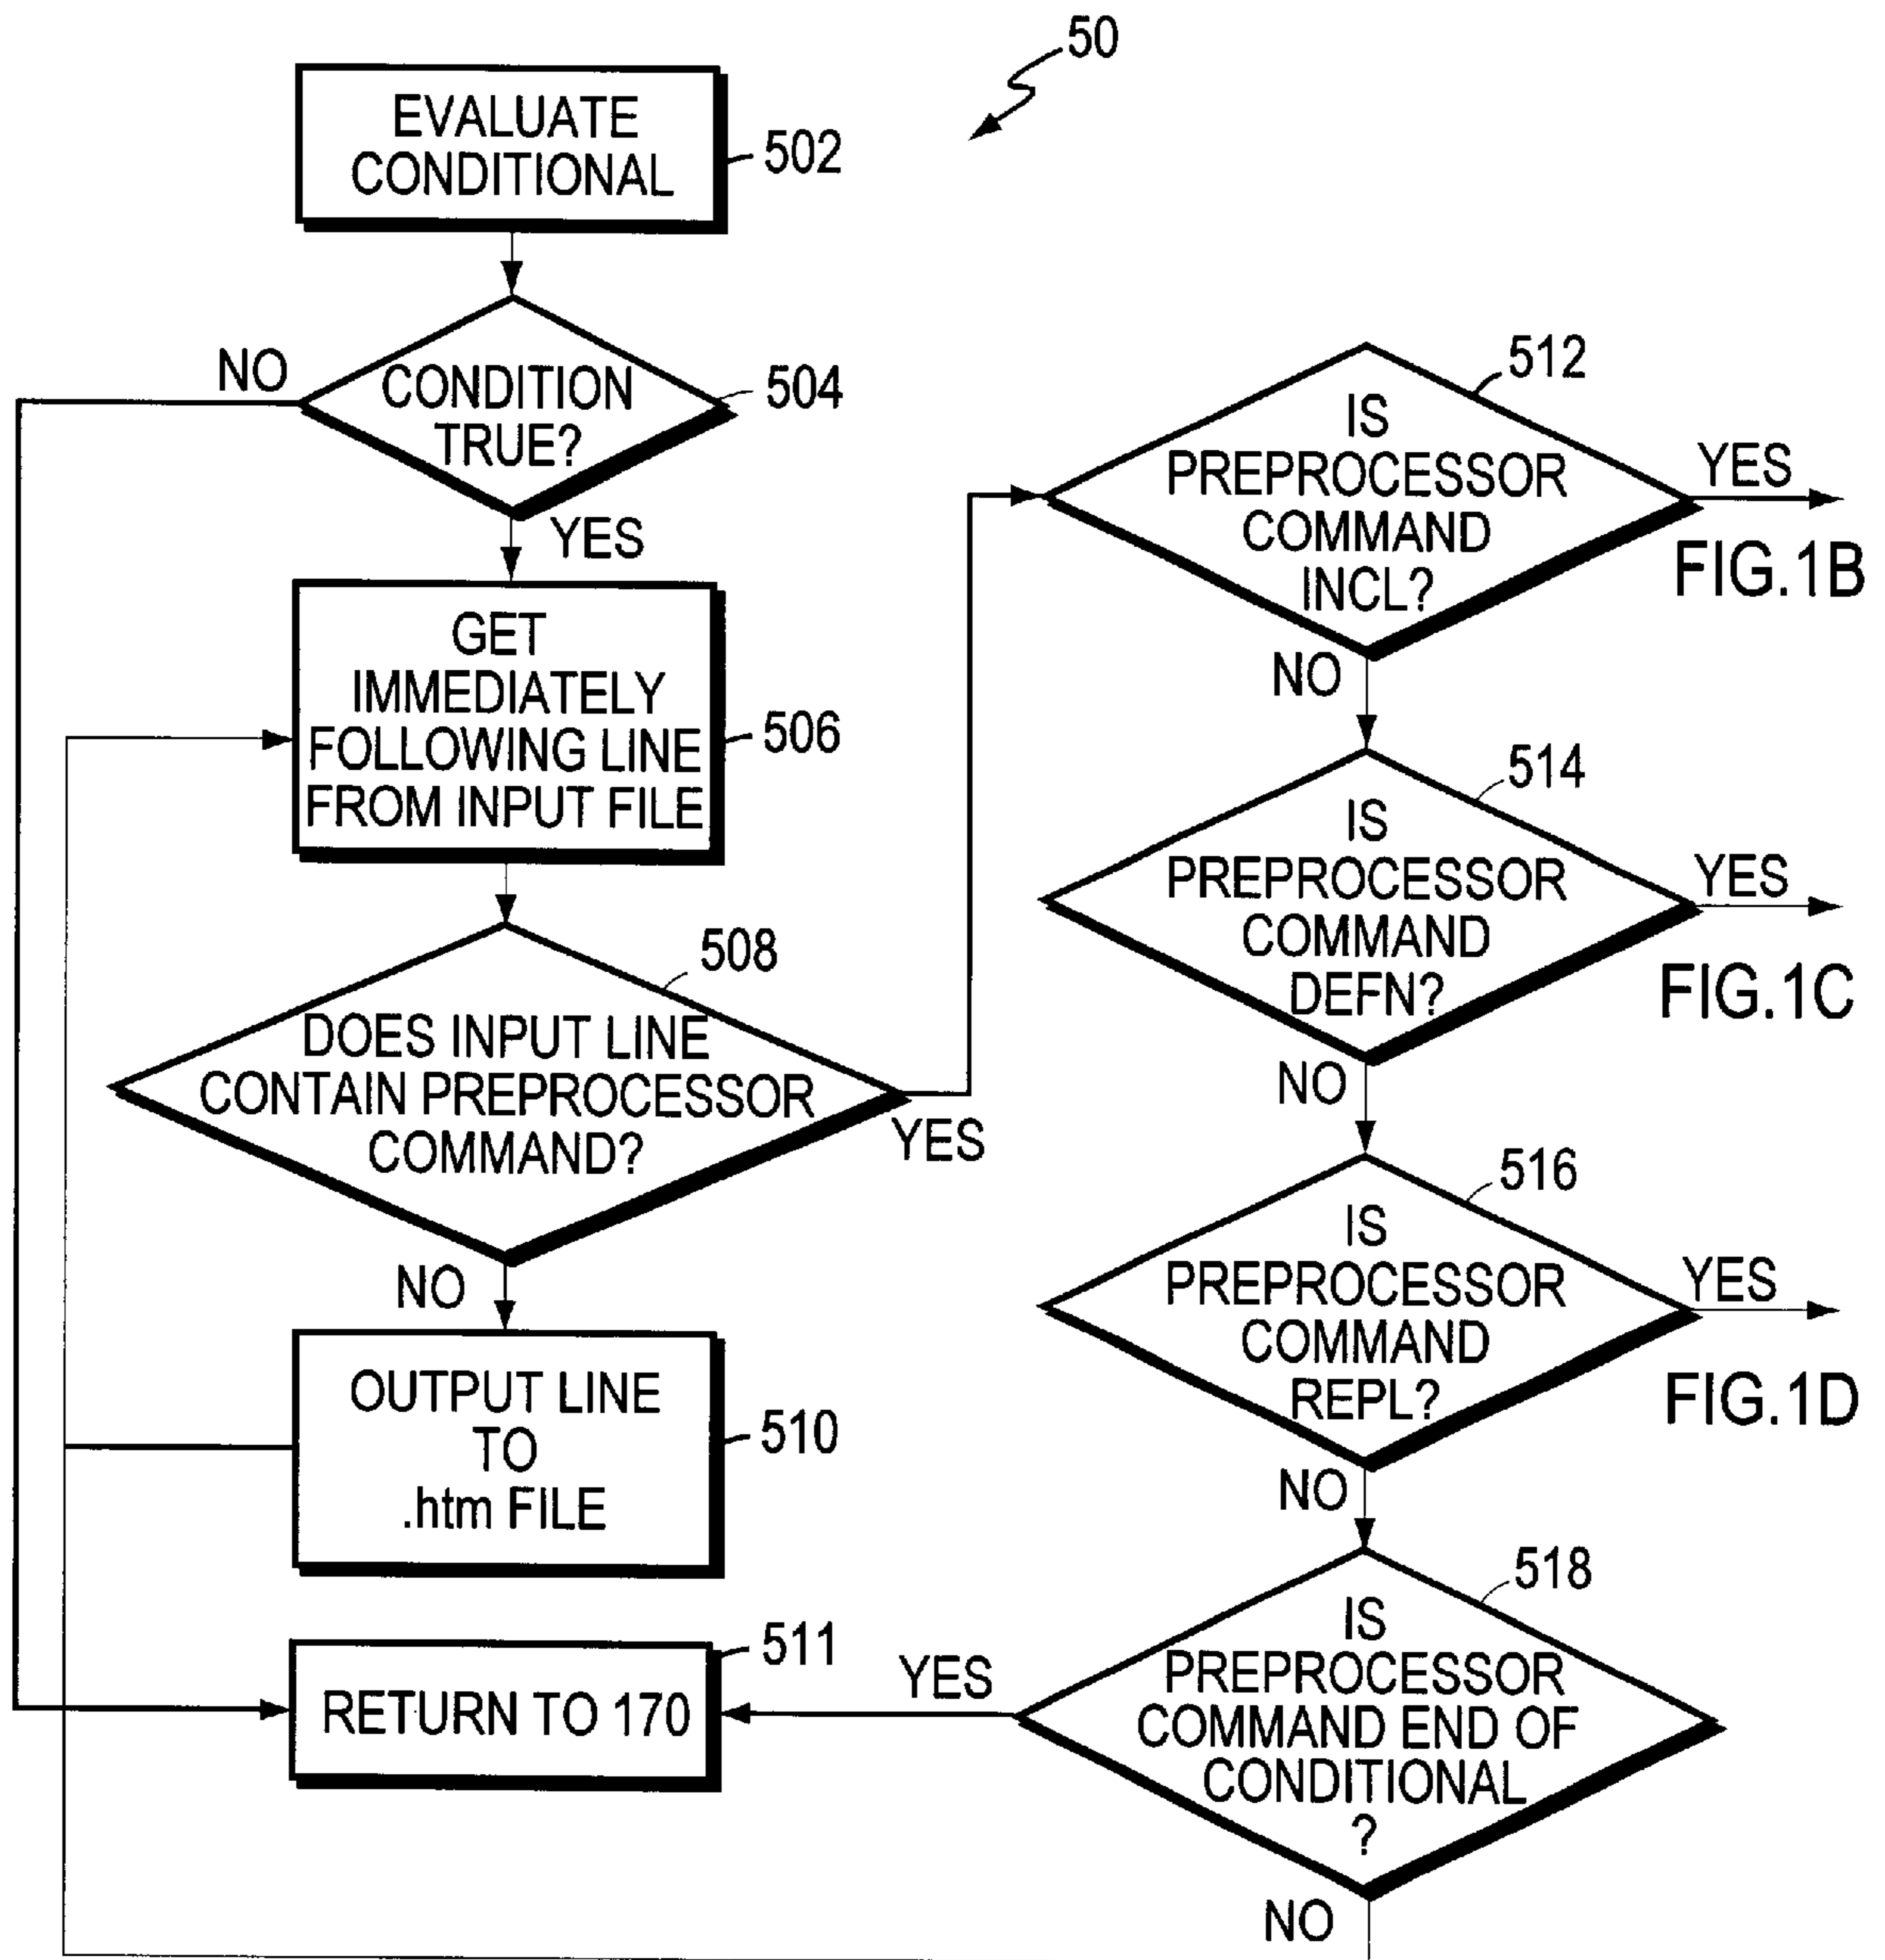 50
EVALUATE
CONDITIONAL
502
NO
CONDITION
TRUE?
504
YES
GET
IMMEDIATELY
FOLLOWING LINE
FROM INPUT FILE
506
508
DOES INPUT LINE
CONTAIN PREPROCESSOR
COMMAND?
YES
NO
OUTPUT LINE
TO
.htm FILE
510
511
RETURN TO 170
512
IS
PREPROCESSOR
COMMAND
INCL?
YES
FIG.1B
NO
514
IS
PREPROCESSOR
COMMAND
DEFN?
YES
FIG.1C
NO
516
IS
PREPROCESSOR
COMMAND
REPL?
YES
FIG.1D
NO
518
IS
PREPROCESSOR
COMMAND END OF
CONDITIONAL
?
YES
NO